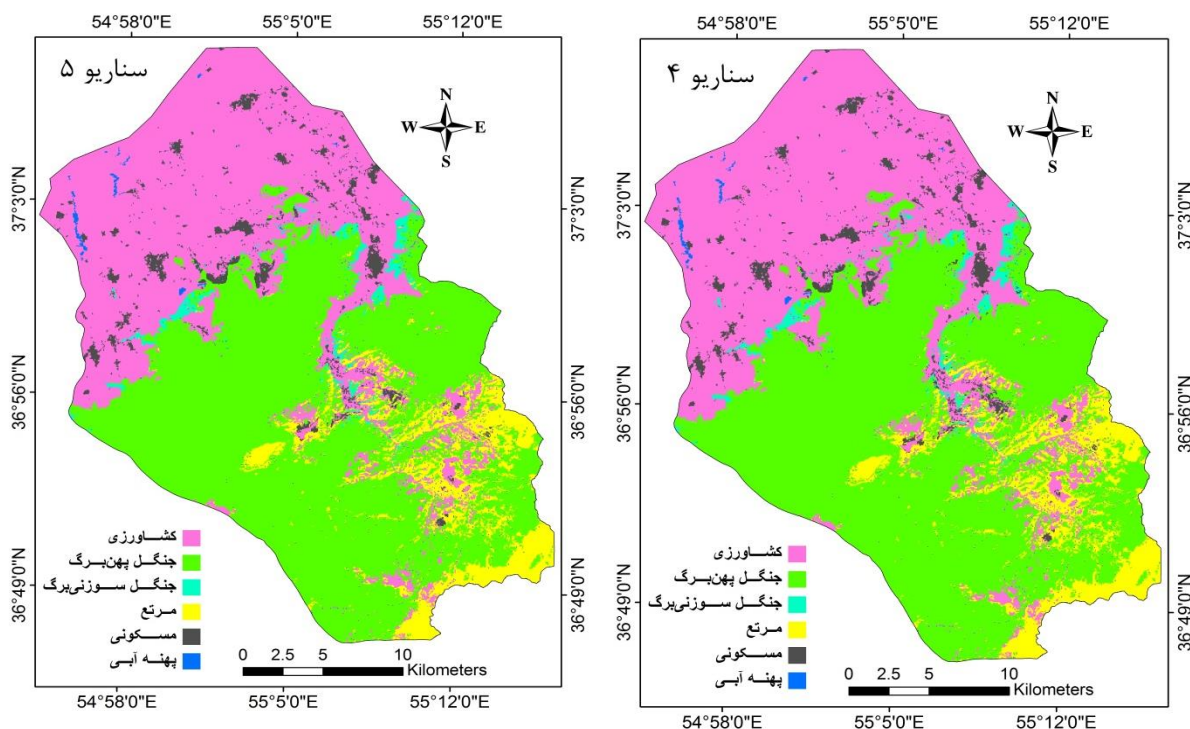 54°58'0"E 55°5'0"E 55°12'0"E
سناریو ۵
N
W E
S
37°3'0"N 37°3'0"N
36°56'0"N 36°56'0"N
36°49'0"N 36°49'0"N
کشاورزی
جنگل پهن‌برگ
جنگل سوزنی‌برگ
مرتع
مسکونی
پهنه آبی
0 2.5 5 10
Kilometers
54°58'0"E 55°5'0"E 55°12'0"E
54°58'0"E 55°5'0"E 55°12'0"E
سناریو ۴
N
W E
S
37°3'0"N 37°3'0"N
36°56'0"N 36°56'0"N
36°49'0"N 36°49'0"N
کشاورزی
جنگل پهن‌برگ
جنگل سوزنی‌برگ
مرتع
مسکونی
پهنه آبی
0 2.5 5 10
Kilometers
54°58'0"E 55°5'0"E 55°12'0"E